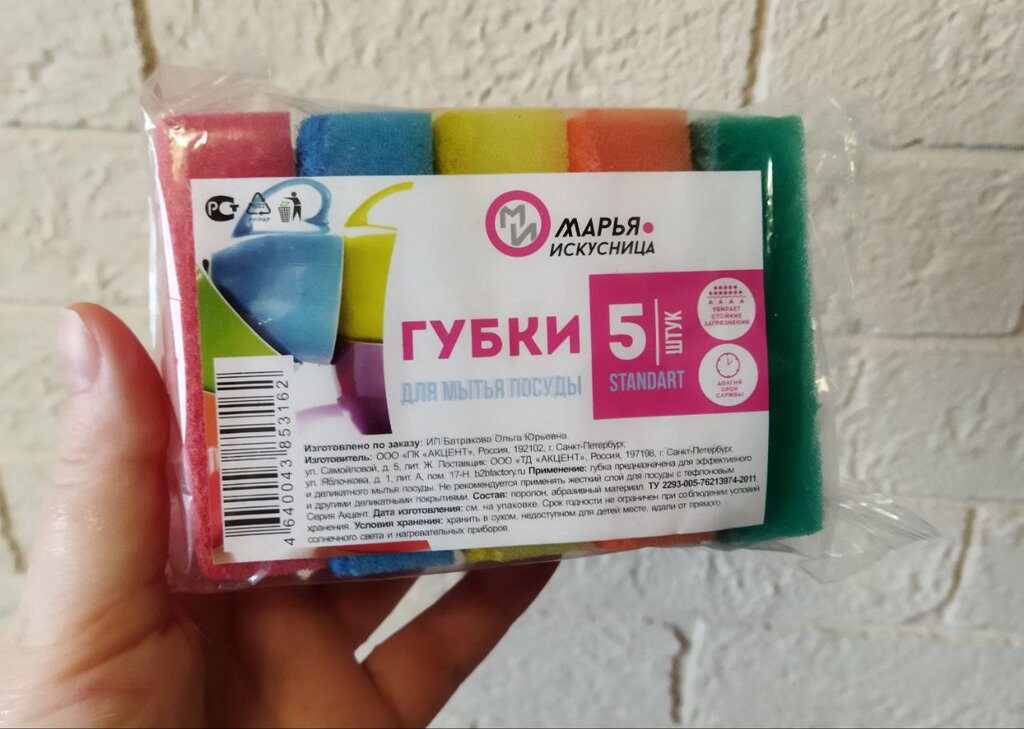 РСТ
МИ
МАРЬЯ
ИСКУСНИЦА
ГУБКИ
ДЛЯ МЫТЬЯ ПОСУДЫ
5
ШТУК
STANDART
УБИРАЕТ
СТОЙКИЕ
ЗАГРЯЗНЕНИЯ
ДОЛГИЙ
СРОК
СЛУЖБЫ
Изготовлено по заказу: ИП Батракова Ольга Юрьевна.
Изготовитель: ООО «ПК «АКЦЕНТ», Россия, 192102, г. Санкт-Петербург,
ул. Самойловой, д. 5, лит. Ж. Поставщик: ООО «ТД «АКЦЕНТ», Россия, 197198, г. Санкт-Петербург,
ул. Яблочкова, д. 1, лит. А, пом. 17-Н. b2bfactory.ru Применение: губка предназначена для эффективного
и деликатного мытья посуды. Не рекомендуется применять жесткий слой для посуды с тефлоновым
и другими деликатными покрытиями. Состав: поролон, абразивный материал. ТУ 2293-005-76213974-2011.
Серия Акцент. Дата изготовления: см. на упаковке. Срок годности не ограничен при соблюдении условий
хранения. Условия хранения: хранить в сухом, недоступном для детей месте, вдали от прямого
солнечного света и нагревательных приборов.
4 640043 853162